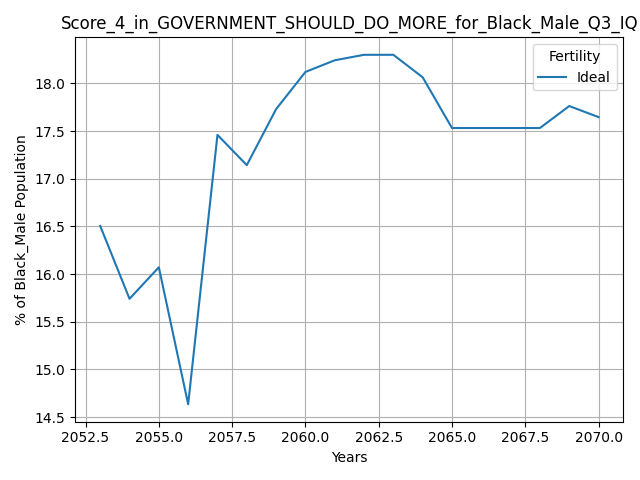 Score_4_in_GOVERNMENT_SHOULD_DO_MORE_for_Black_Male_Q3_IQ
Fertility
Ideal
% of Black_Male Population
18.0
17.5
17.0
16.5
16.0
15.5
15.0
14.5
2052.5 2055.0 2057.5 2060.0 2062.5 2065.0 2067.5 2070.0
Years